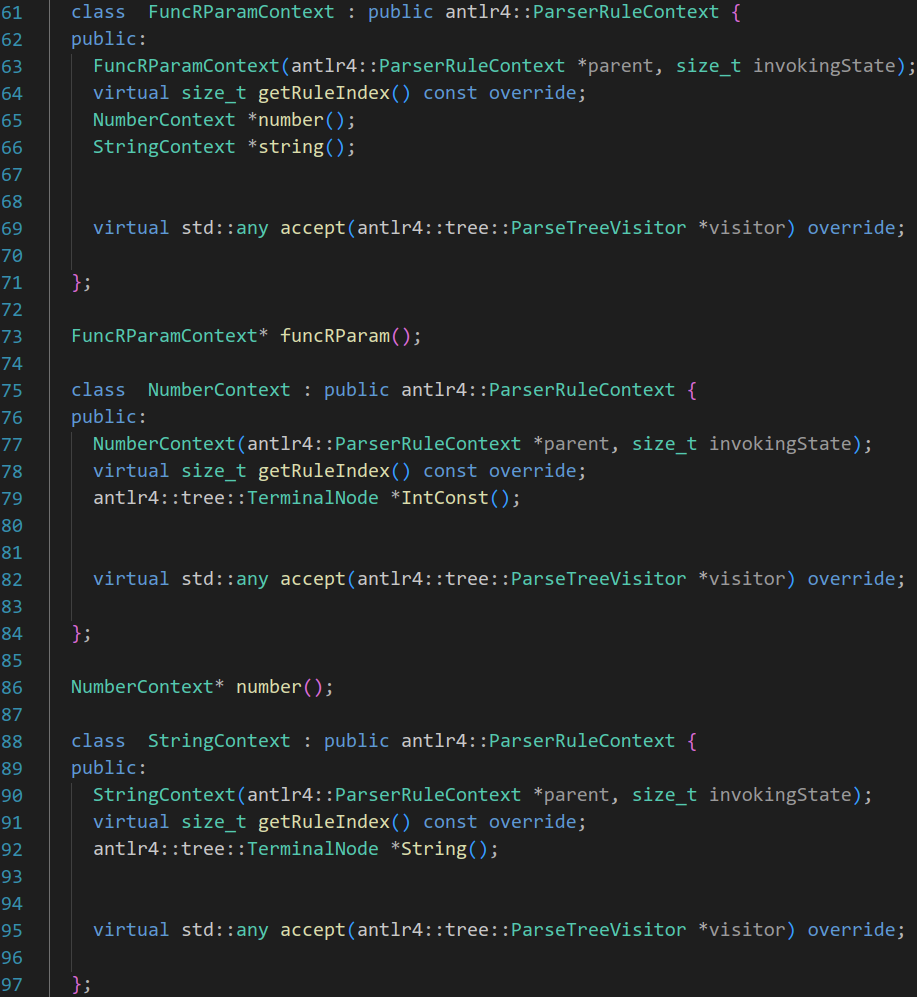 61 class  FuncRParamContext : public antlr4::ParserRuleContext {
62 public:
63   FuncRParamContext(antlr4::ParserRuleContext *parent, size_t invokingState);
64   virtual size_t getRuleIndex() const override;
65   NumberContext *number();
66   StringContext *string();
67
68
69   virtual std::any accept(antlr4::tree::ParseTreeVisitor *visitor) override;
70
71 };
72
73 FuncRParamContext* funcRParam();
74
75 class  NumberContext : public antlr4::ParserRuleContext {
76 public:
77   NumberContext(antlr4::ParserRuleContext *parent, size_t invokingState);
78   virtual size_t getRuleIndex() const override;
79   antlr4::tree::TerminalNode *IntConst();
80
81
82   virtual std::any accept(antlr4::tree::ParseTreeVisitor *visitor) override;
83
84 };
85
86 NumberContext* number();
87
88 class  StringContext : public antlr4::ParserRuleContext {
89 public:
90   StringContext(antlr4::ParserRuleContext *parent, size_t invokingState);
91   virtual size_t getRuleIndex() const override;
92   antlr4::tree::TerminalNode *String();
93
94
95   virtual std::any accept(antlr4::tree::ParseTreeVisitor *visitor) override;
96
97 };